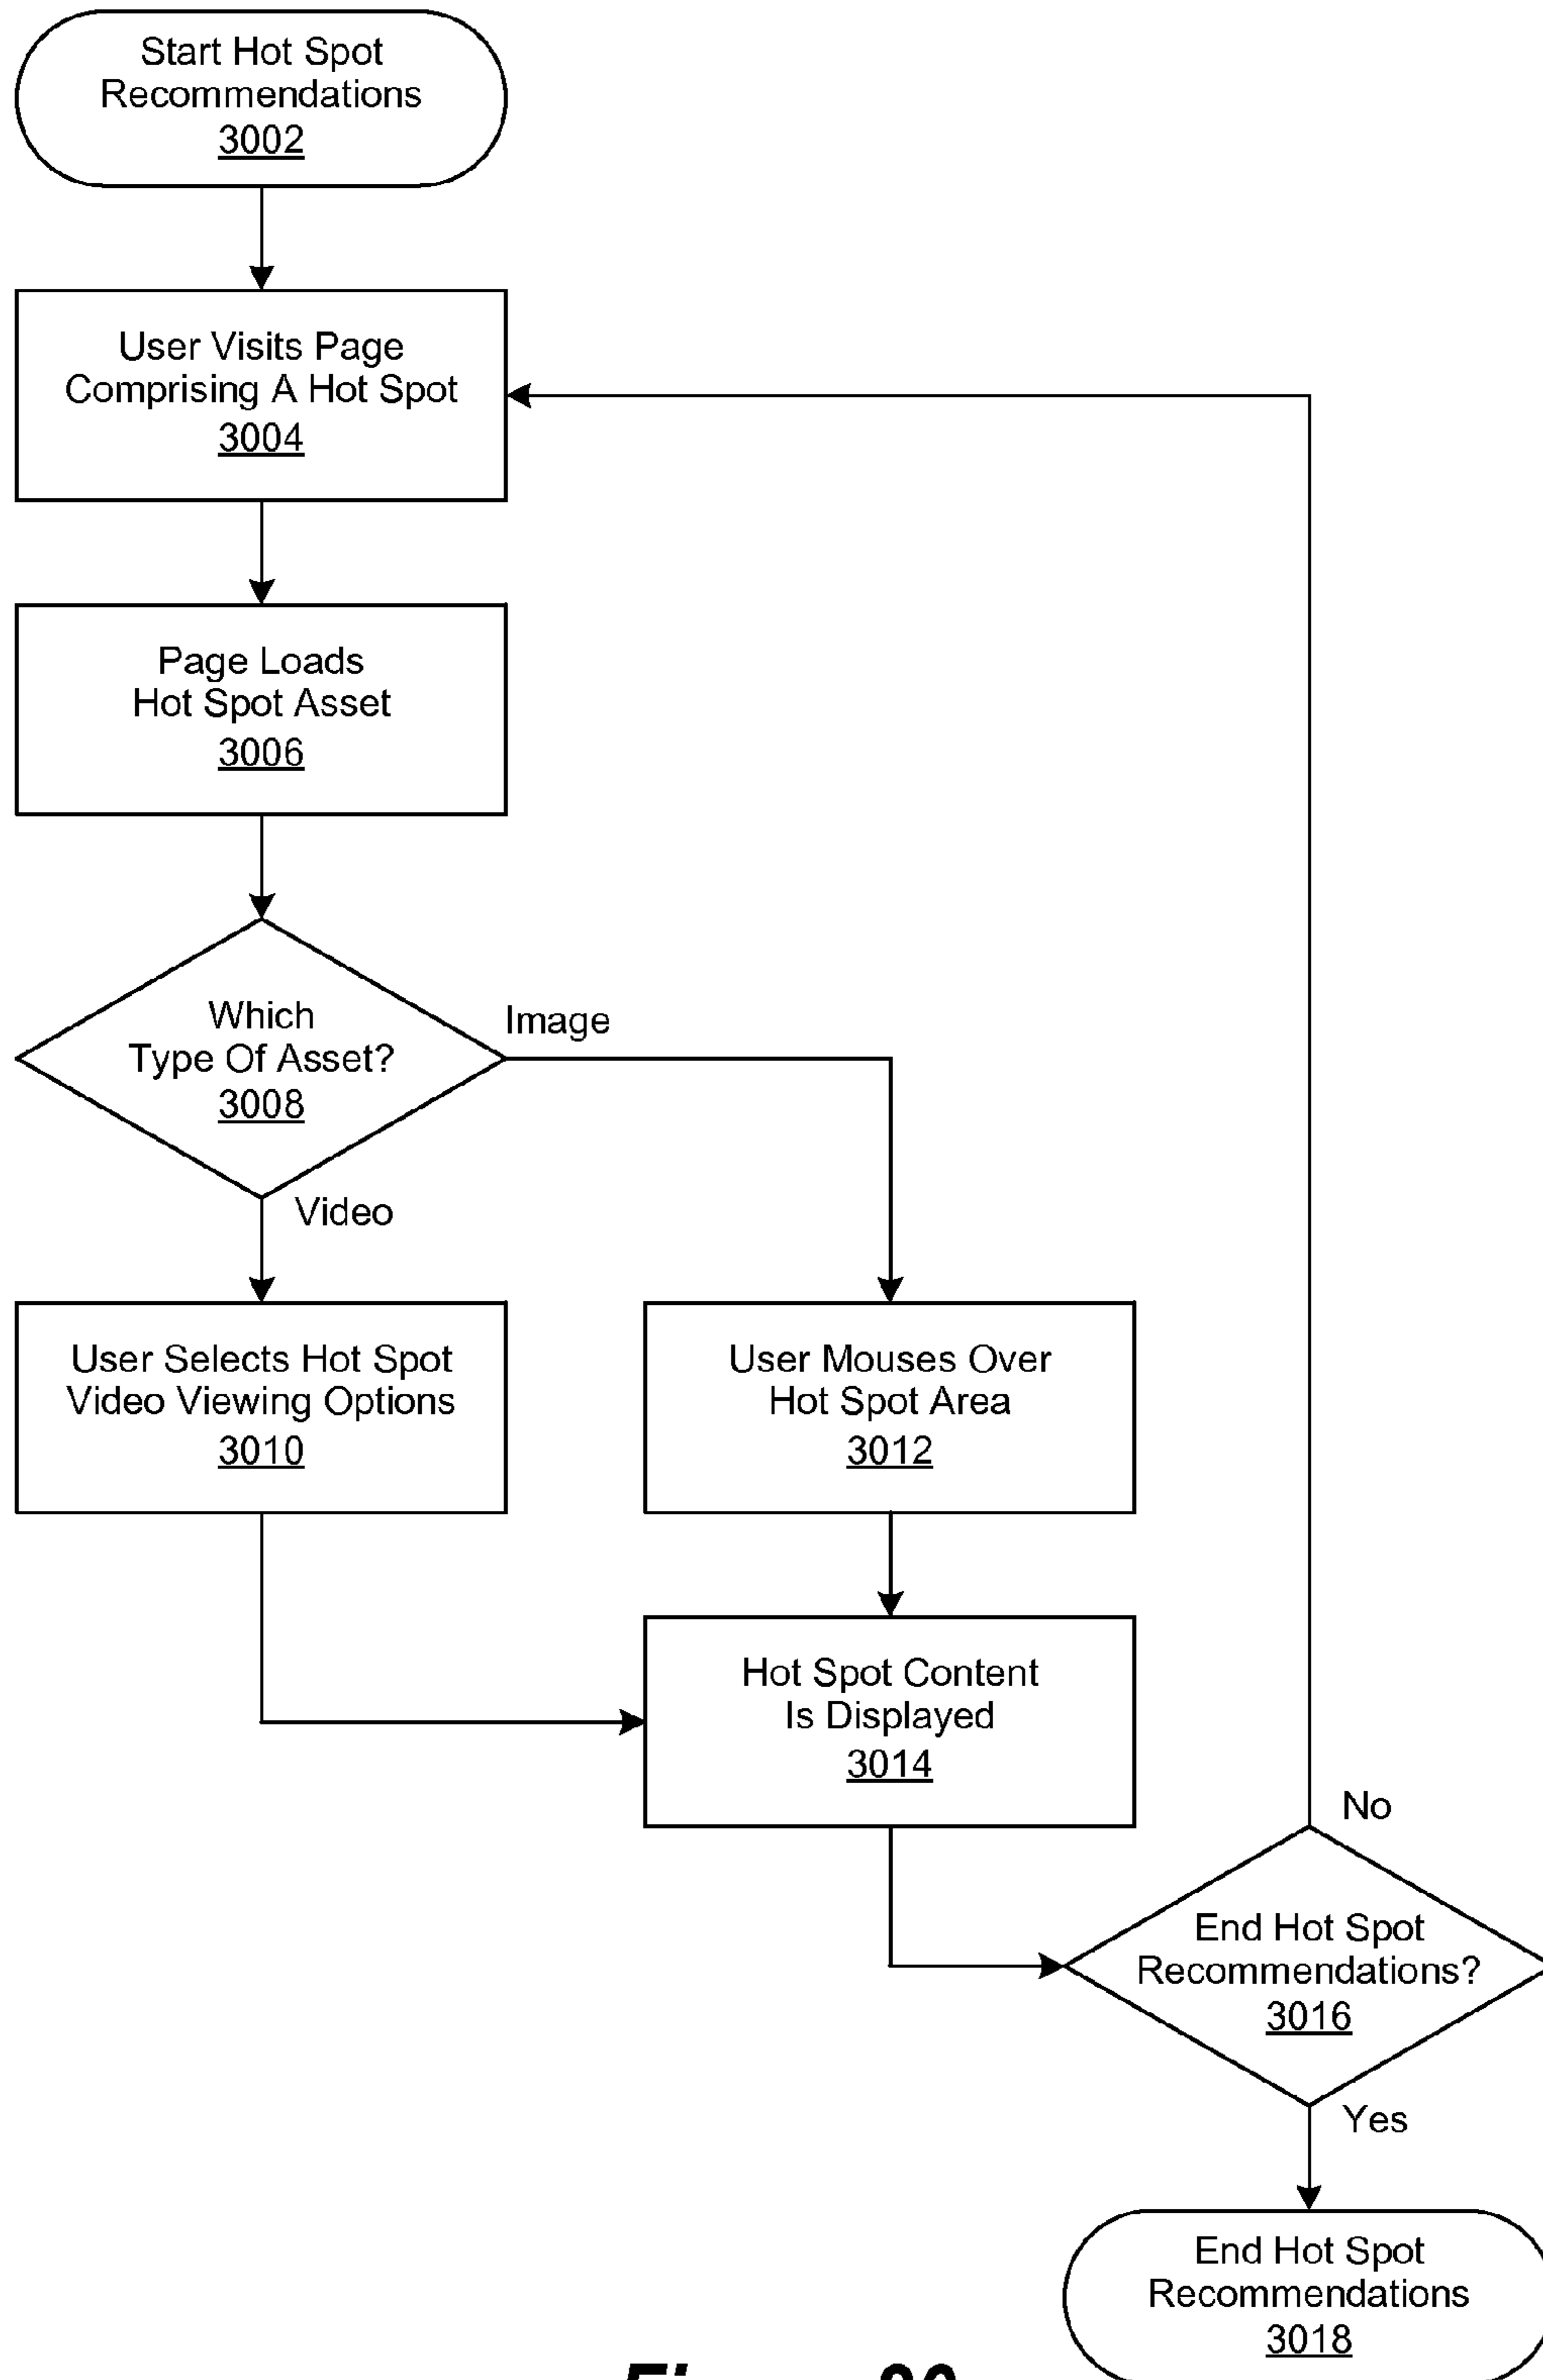 Start Hot Spot
Recommendations
3002
User Visits Page
Comprising A Hot Spot
3004
Page Loads
Hot Spot Asset
3006
Which
Type Of Asset?
3008
Image
Video
User Selects Hot Spot
Video Viewing Options
3010
User Mouses Over
Hot Spot Area
3012
Hot Spot Content
Is Displayed
3014
No
End Hot Spot
Recommendations?
3016
Yes
End Hot Spot
Recommendations
3018